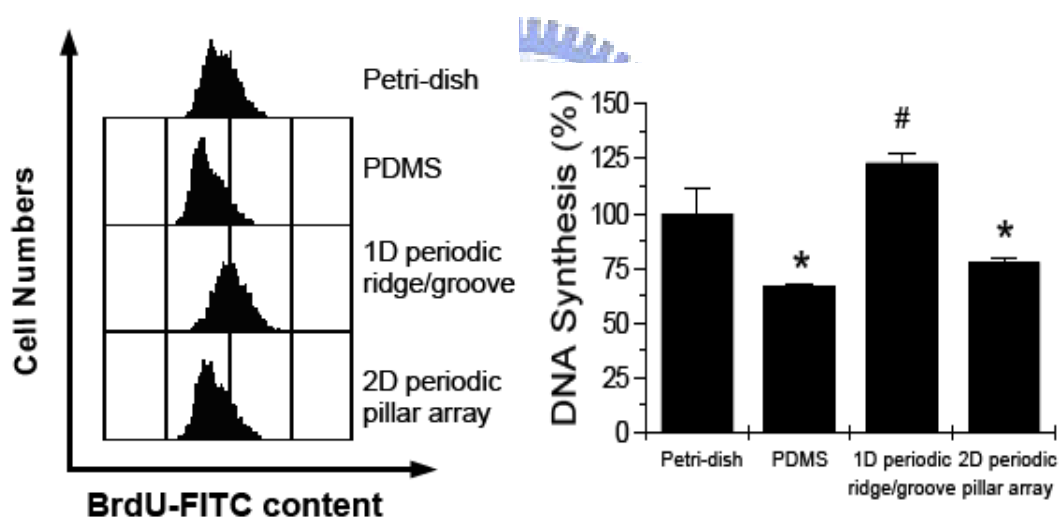 Cell Numbers
Petri-dish
PDMS
1D periodic
ridge/groove
2D periodic
pillar array
BrdU-FITC content
DNA Synthesis (%)
150
125
100
75
50
25
0
*
#
*
Petri-dish
PDMS
1D periodic
ridge/groove
2D periodic
pillar array